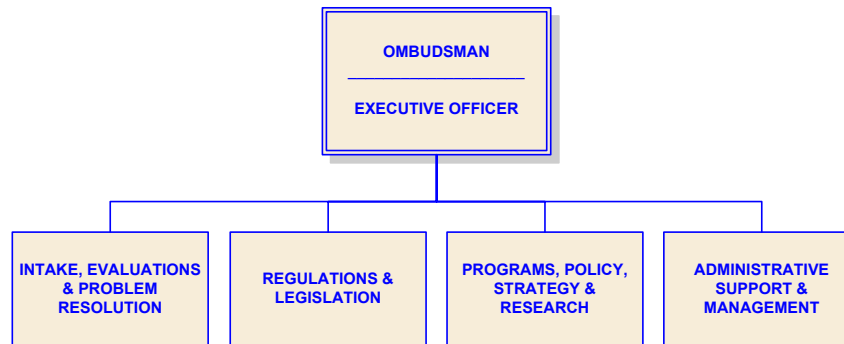 OMBUDSMAN
EXECUTIVE OFFICER
INTAKE, EVALUATIONS
& PROBLEM
RESOLUTION
REGULATIONS &
LEGISLATION
PROGRAMS, POLICY,
STRATEGY &
RESEARCH
ADMINISTRATIVE
SUPPORT &
MANAGEMENT